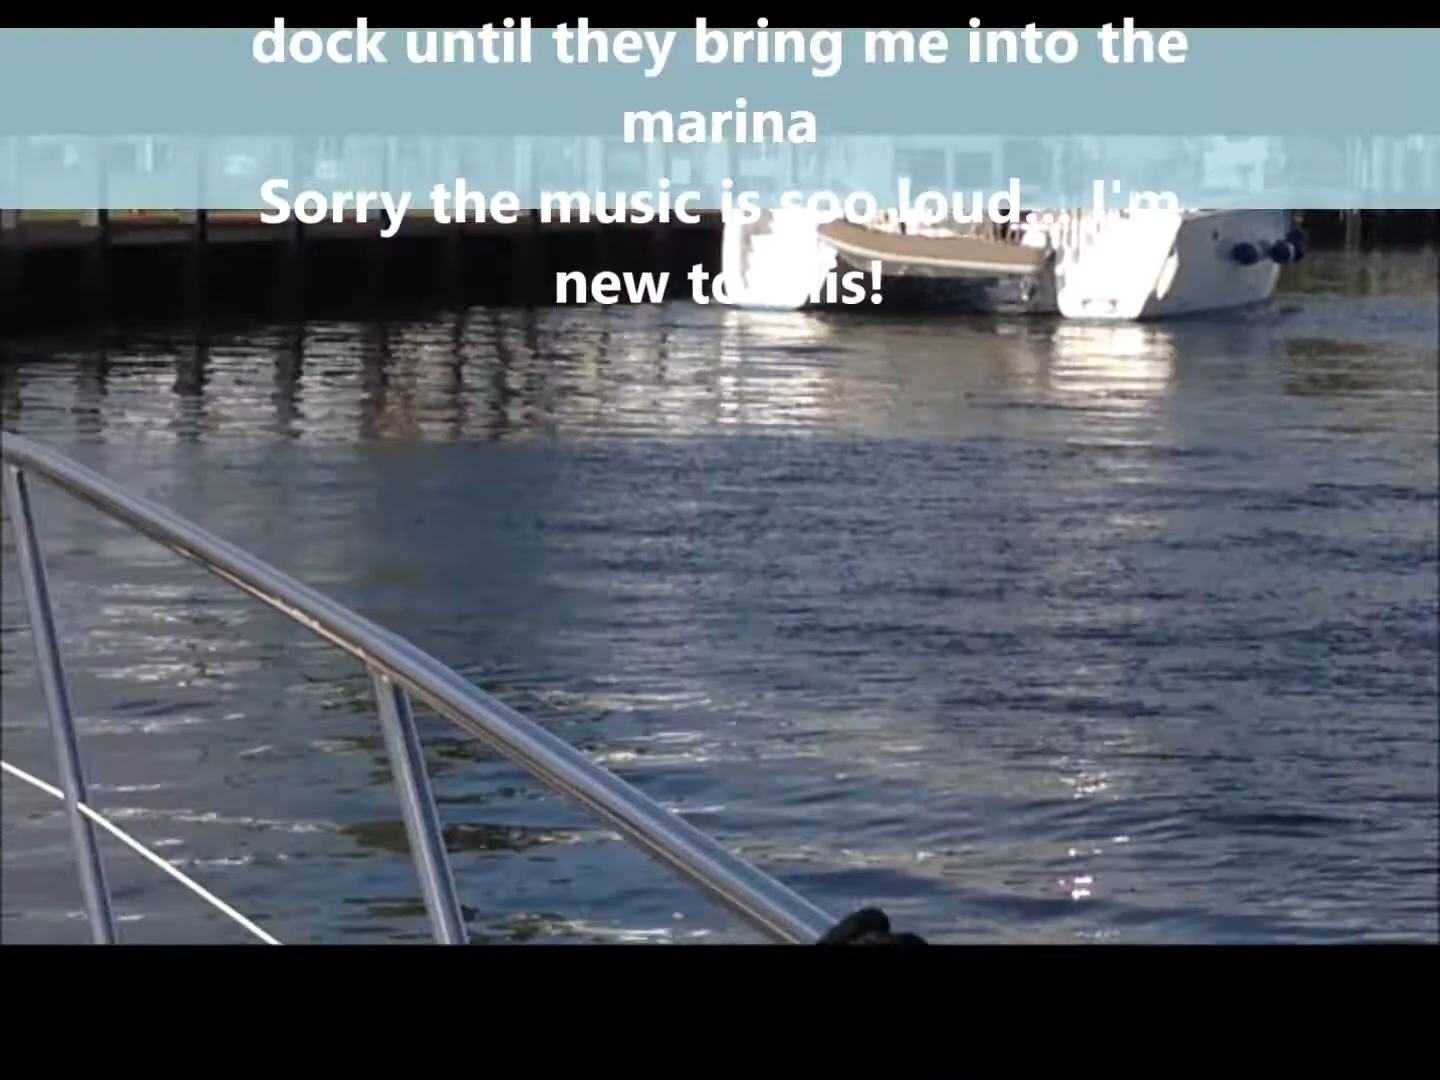 dock until they bring me into the
marina
Sorry the music is soo loud... I'm
new to this!